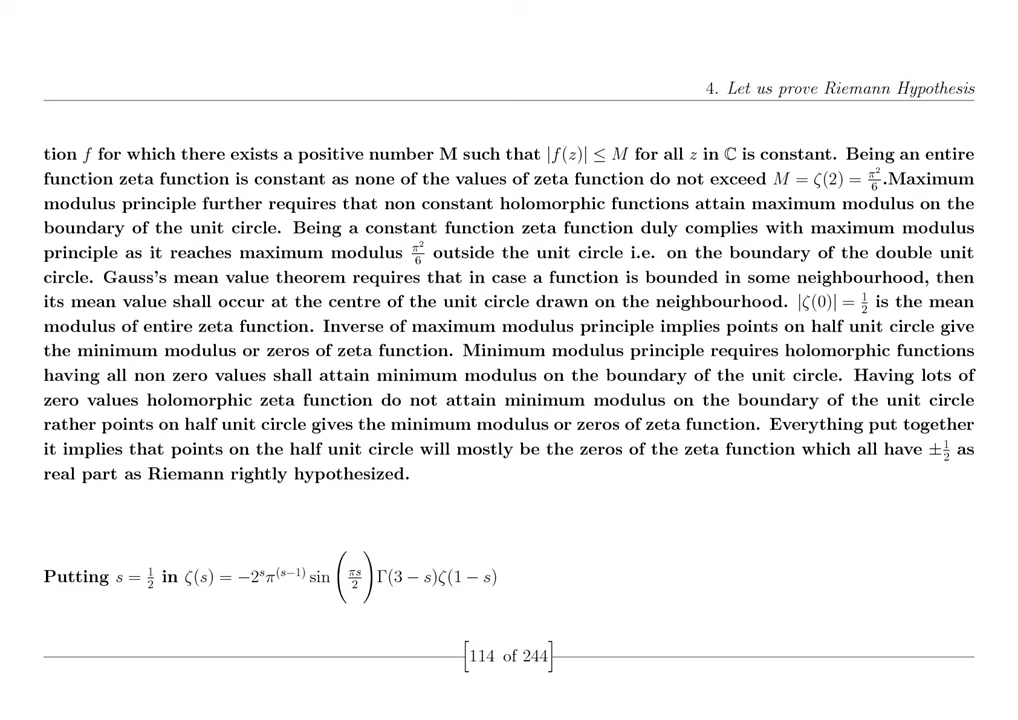 4. Let us prove Riemann Hypothesis
tion f for which there exists a positive number M such that |f(z)| ≤ M for all z in ℂ is constant. Being an entire
function zeta function is constant as none of the values of zeta function do not exceed M = ζ(2) = π²/6.Maximum
modulus principle further requires that non constant holomorphic functions attain maximum modulus on the
boundary of the unit circle. Being a constant function zeta function duly complies with maximum modulus
principle as it reaches maximum modulus π²/6 outside the unit circle i.e. on the boundary of the double unit
circle. Gauss's mean value theorem requires that in case a function is bounded in some neighbourhood, then
its mean value shall occur at the centre of the unit circle drawn on the neighbourhood. |ζ(0)| = 1/2 is the mean
modulus of entire zeta function. Inverse of maximum modulus principle implies points on half unit circle give
the minimum modulus or zeros of zeta function. Minimum modulus principle requires holomorphic functions
having all non zero values shall attain minimum modulus on the boundary of the unit circle. Having lots of
zero values holomorphic zeta function do not attain minimum modulus on the boundary of the unit circle
rather points on half unit circle gives the minimum modulus or zeros of zeta function. Everything put together
it implies that points on the half unit circle will mostly be the zeros of the zeta function which all have ±1/2 as
real part as Riemann rightly hypothesized.
Putting s = 1/2 in ζ(s) = −2^s π^(s−1) sin(πs/2)Γ(3 − s)ζ(1 − s)
[114 of 244]